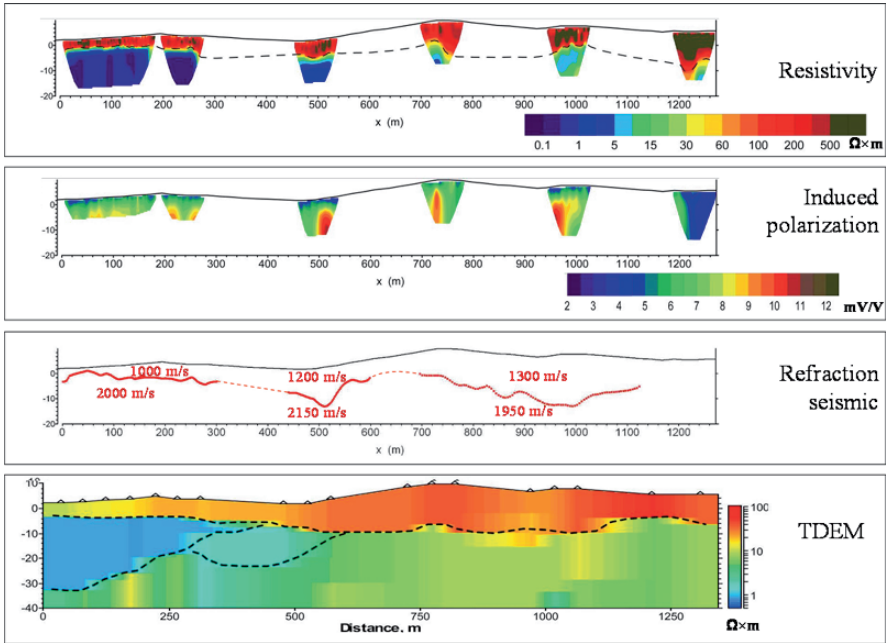 10
0
-10
-20
0 100 200 300 400 500 600 700 800 900 1000 1100 1200
x (m)
Resistivity
0.1 1 5 15 30 60 100 200 500 Ω×m
10
0
-10
-20
0 100 200 300 400 500 600 700 800 900 1000 1100 1200
x (m)
Induced
polarization
2 3 4 5 6 7 8 9 10 11 12 mV/V
10
0
-10
-20
1000 m/s 1200 m/s 1300 m/s
2000 m/s 2150 m/s 1950 m/s
0 100 200 300 400 500 600 700 800 900 1000 1100 1200
x (m)
Refraction
seismic
10
0
-10
-20
-30
-40
0 250 500 750 1000 1250
Distance, m
100
10
1
Ω×m
TDEM